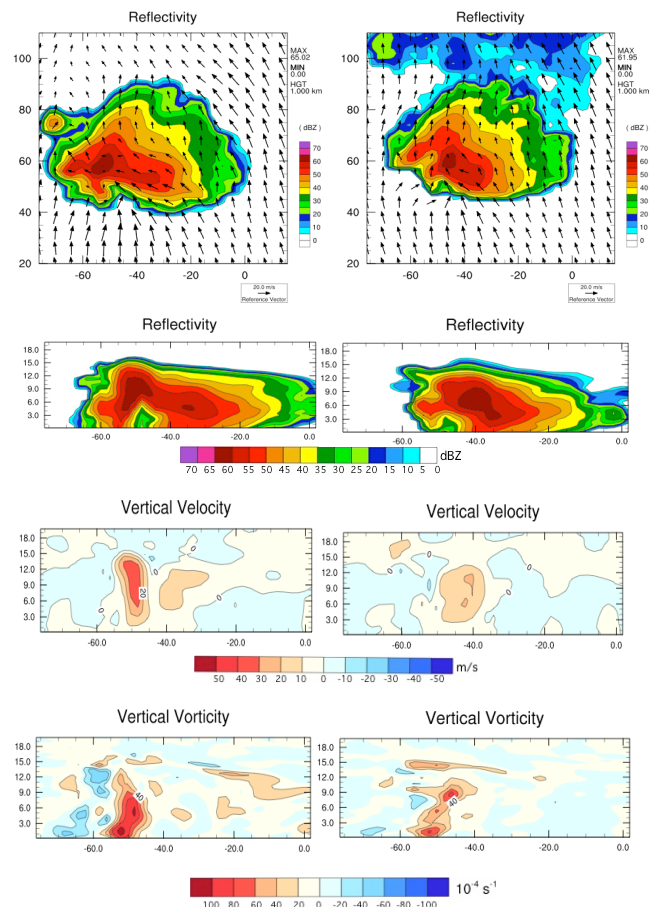 Reflectivity
Reflectivity
100
80
60
40
20
-60 -40 -20 0
MAX
65.02
MIN
0.00
HGT
1.000 km
( dBZ )
70
60
50
40
30
20
10
0
20.0 m/s
Reference Vector
100
80
60
40
20
-60 -40 -20 0
MAX
61.95
MIN
0.00
HGT
1.000 km
( dBZ )
70
60
50
40
30
20
10
0
20.0 m/s
Reference Vector
Reflectivity
Reflectivity
18.0
15.0
12.0
9.0
6.0
3.0
-60.0 -40.0 -20.0 0.0
18.0
15.0
12.0
9.0
6.0
3.0
-60.0 -40.0 -20.0 0.0
70 65 60 55 50 45 40 35 30 25 20 15 10 5 0
dBZ
Vertical Velocity
Vertical Velocity
18.0
15.0
12.0
9.0
6.0
3.0
0
0
20
0
0
-60.0 -40.0 -20.0 0.0
18.0
15.0
12.0
9.0
6.0
3.0
0
0
0
-60.0 -40.0 -20.0 0.0
50 40 30 20 10 0 -10 -20 -30 -40 -50
m/s
Vertical Vorticity
Vertical Vorticity
18.0
15.0
12.0
9.0
6.0
3.0
40
-60.0 -40.0 -20.0 0.0
18.0
15.0
12.0
9.0
6.0
3.0
40
-60.0 -40.0 -20.0 0.0
100 80 60 40 20 0 -20 -40 -60 -80 -100
10⁻⁴ s⁻¹